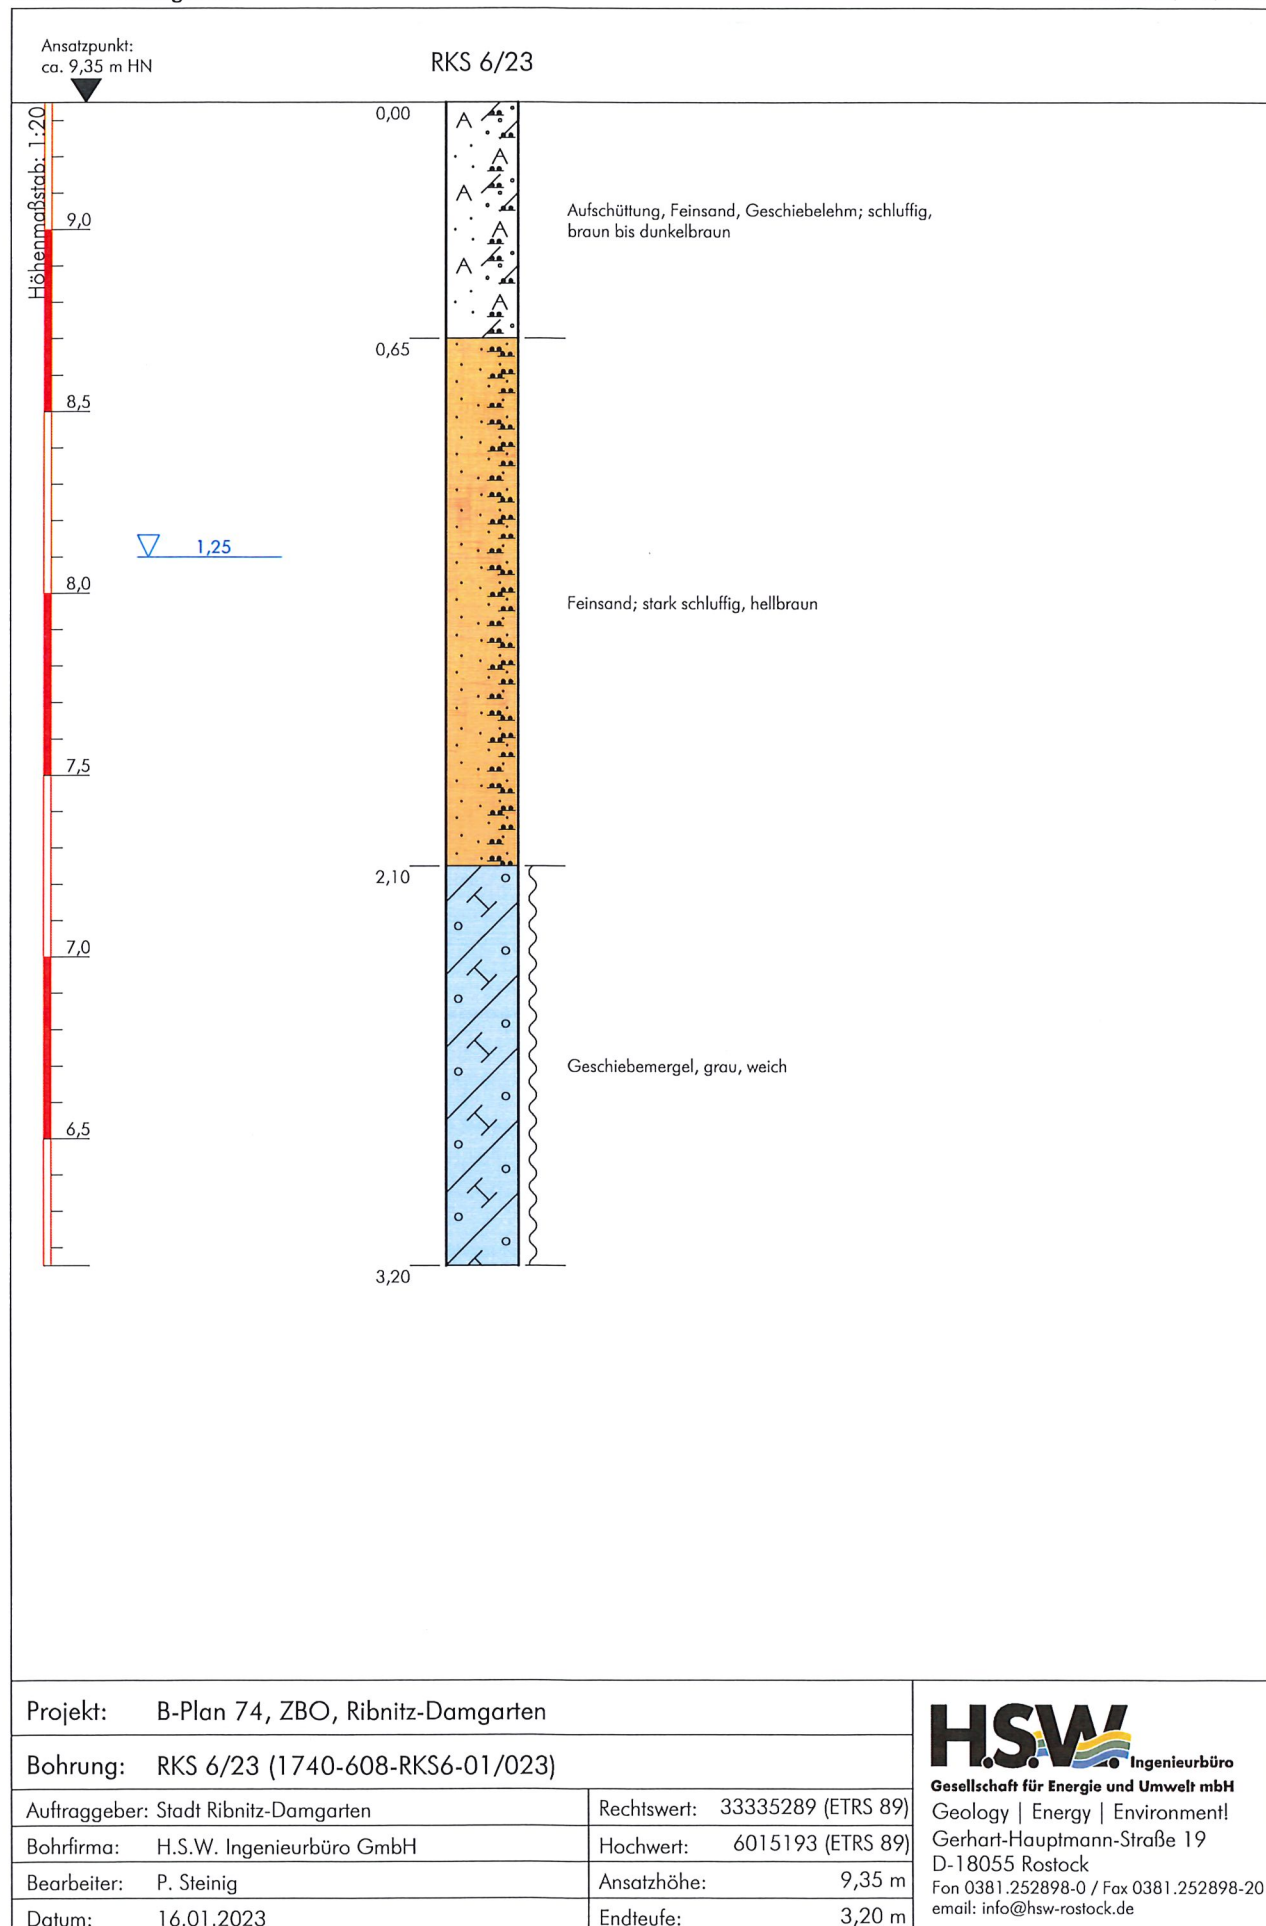 Ansatzpunkt:
ca. 9,35 m HN
RKS 6/23
Höhenmaßstab: 1:20
0,00
9,0
Aufschüttung, Feinsand, Geschiebelehm; schluffig,
braun bis dunkelbraun
0,65
8,5
1,25
8,0
Feinsand; stark schluffig, hellbraun
7,5
2,10
7,0
Geschiebemergel, grau, weich
6,5
3,20
Projekt: B-Plan 74, ZBO, Ribnitz-Damgarten
Bohrung: RKS 6/23 (1740-608-RKS6-01/023)
Auftraggeber: Stadt Ribnitz-Damgarten
Rechtswert: 33335289 (ETRS 89)
Bohrfirma: H.S.W. Ingenieurbüro GmbH
Hochwert: 6015193 (ETRS 89)
Bearbeiter: P. Steinig
Ansatzhöhe: 9,35 m
Datum: 16.01.2023
Endteufe: 3,20 m
H.S.W. Ingenieurbüro
Gesellschaft für Energie und Umwelt mbH
Geology | Energy | Environment!
Gerhart-Hauptmann-Straße 19
D-18055 Rostock
Fon 0381.252898-0 / Fax 0381.252898-20
email: info@hsw-rostock.de